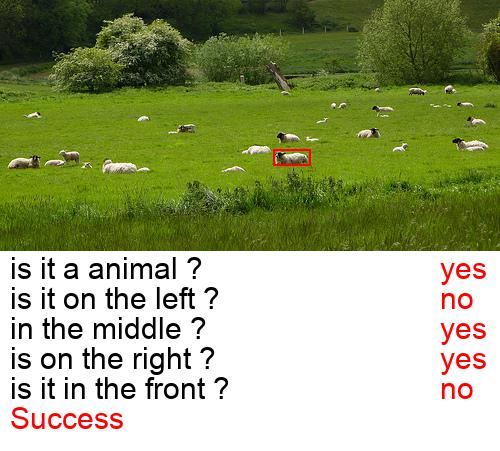 is it a animal ? yes
is it on the left ? no
in the middle ? yes
is on the right ? yes
is it in the front ? no
Success